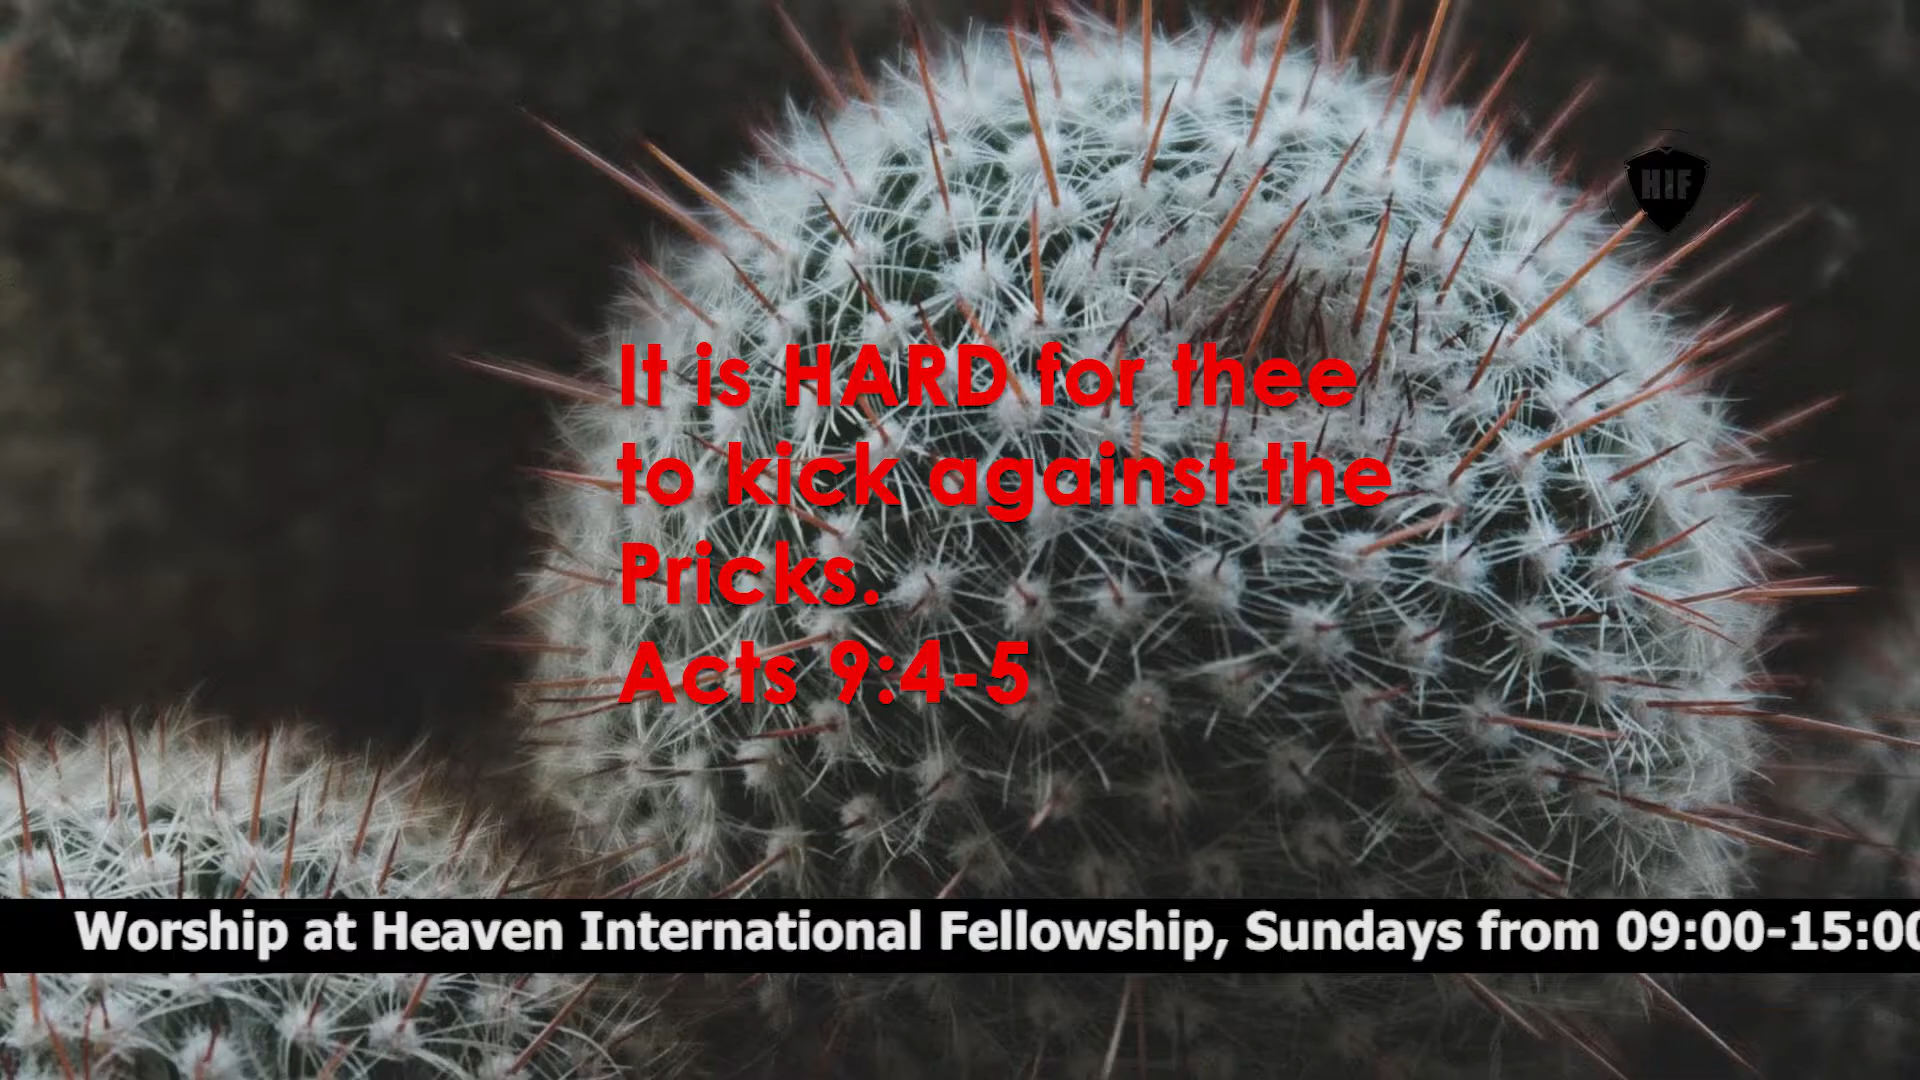 HIF
It is HARD for thee
to kick against the
Pricks.
Acts 9:4-5
Worship at Heaven International Fellowship, Sundays from 09:00-15:00